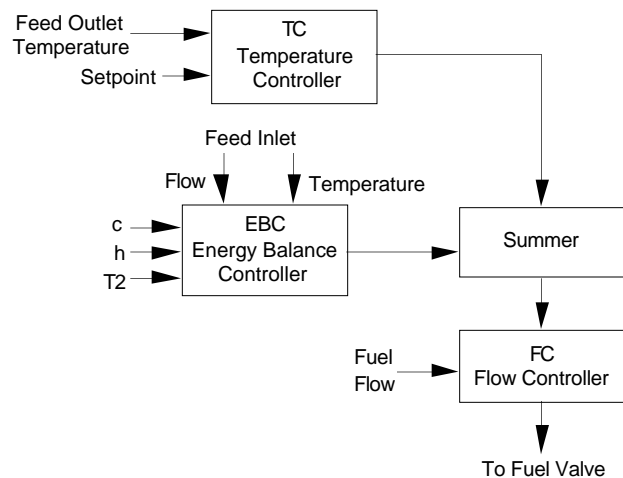 Feed Outlet
Temperature
Setpoint
TC
Temperature
Controller
Feed Inlet
Flow
Temperature
c
h
T2
EBC
Energy Balance
Controller
Summer
Fuel
Flow
FC
Flow Controller
To Fuel Valve